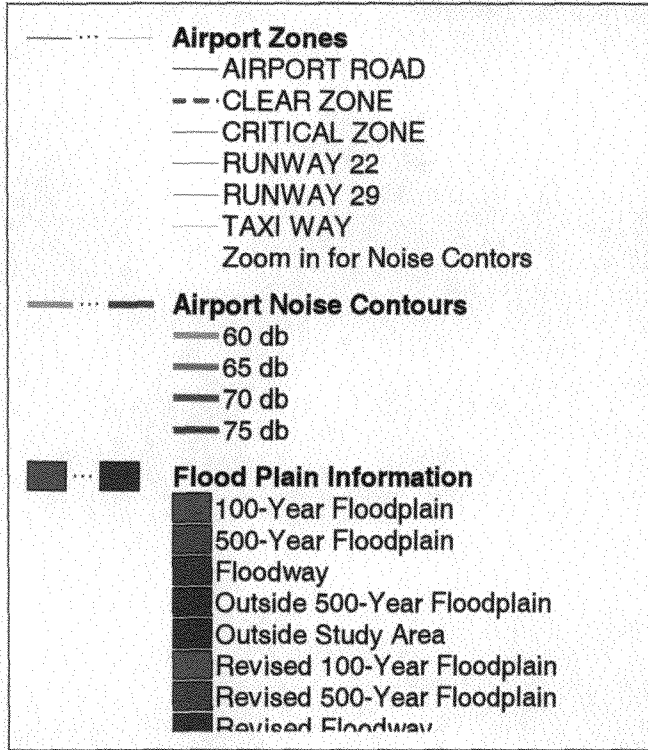 Airport Zones
AIRPORT ROAD
CLEAR ZONE
CRITICAL ZONE
RUNWAY 22
RUNWAY 29
TAXI WAY
Zoom in for Noise Contors
Airport Noise Contours
60 db
65 db
70 db
75 db
Flood Plain Information
100-Year Floodplain
500-Year Floodplain
Floodway
Outside 500-Year Floodplain
Outside Study Area
Revised 100-Year Floodplain
Revised 500-Year Floodplain
Revised Floodway